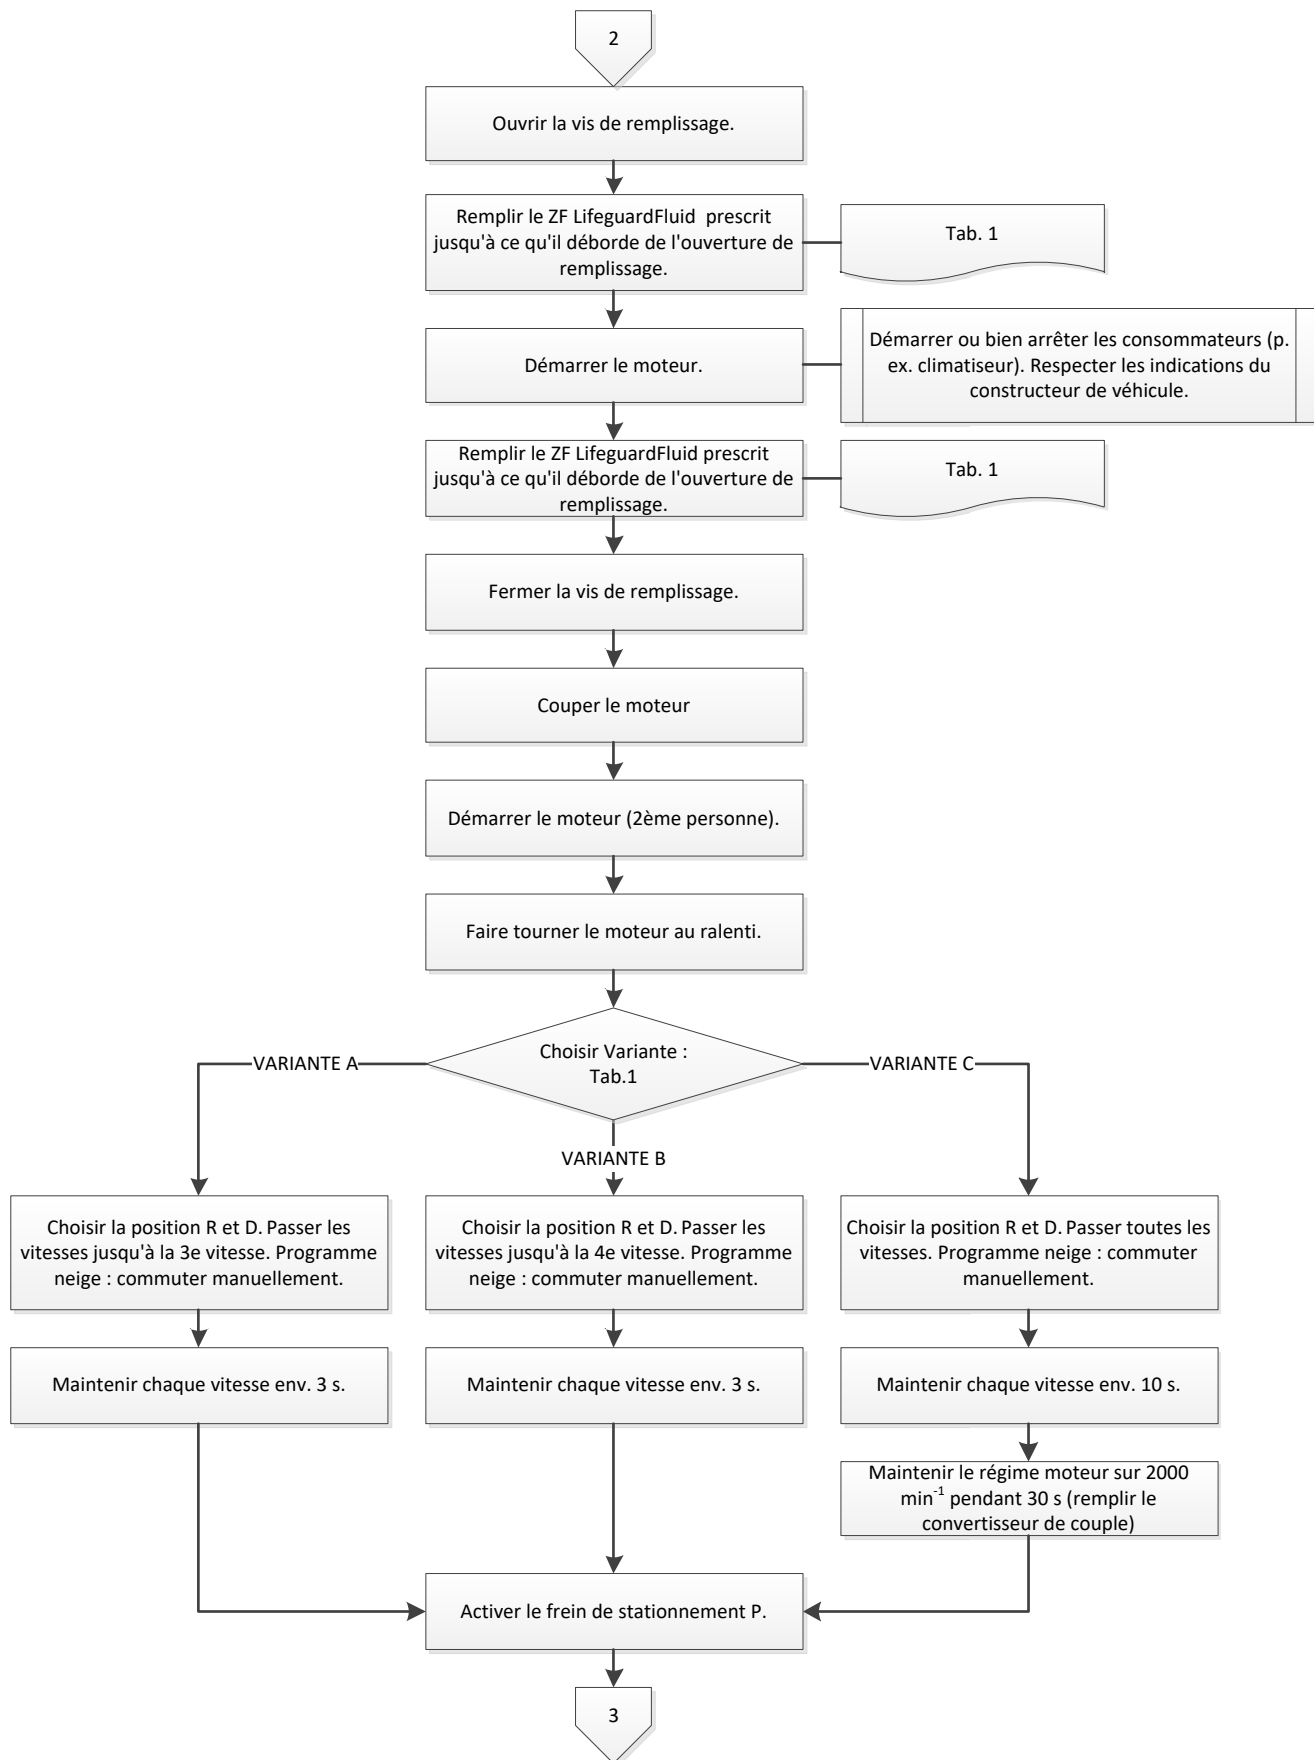 2
Ouvrir la vis de remplissage.
Remplir le ZF LifeguardFluid  prescrit
jusqu'à ce qu'il déborde de l'ouverture de
remplissage.
Tab. 1
Démarrer le moteur.
Démarrer ou bien arrêter les consommateurs (p.
ex. climatiseur). Respecter les indications du
constructeur de véhicule.
Remplir le ZF LifeguardFluid prescrit
jusqu'à ce qu'il déborde de l'ouverture de
remplissage.
Tab. 1
Fermer la vis de remplissage.
Couper le moteur
Démarrer le moteur (2ème personne).
Faire tourner le moteur au ralenti.
Choisir Variante :
Tab.1
VARIANTE A
VARIANTE B
VARIANTE C
Choisir la position R et D. Passer les
vitesses jusqu'à la 3e vitesse. Programme
neige : commuter manuellement.
Choisir la position R et D. Passer les
vitesses jusqu'à la 4e vitesse. Programme
neige : commuter manuellement.
Choisir la position R et D. Passer toutes les
vitesses. Programme neige : commuter
manuellement.
Maintenir chaque vitesse env. 3 s.
Maintenir chaque vitesse env. 3 s.
Maintenir chaque vitesse env. 10 s.
Maintenir le régime moteur sur 2000
min⁻¹ pendant 30 s (remplir le
convertisseur de couple)
Activer le frein de stationnement P.
3